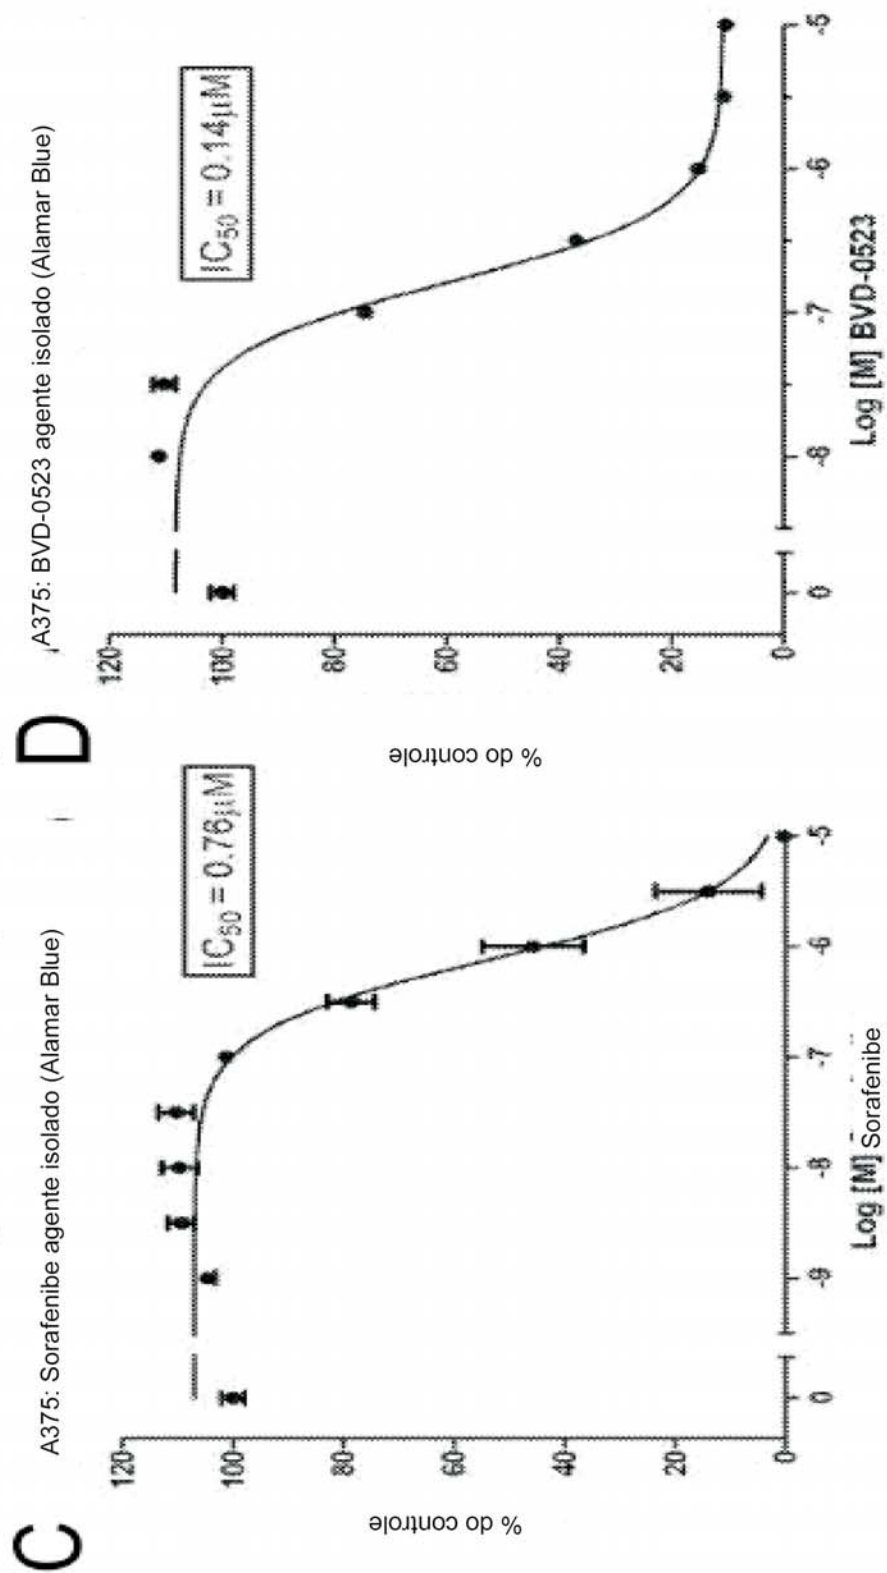 C
A375: Sorafenibe agente isolado (Alamar Blue)
IC50 = 0.76µM
% do controle
120
100
80
60
40
20
0
0
-9
-8
-7
-6
-5
Log [M]
Sorafenibe
D
A375: BVD-0523 agente isolado (Alamar Blue)
IC50 = 0.14µM
% do controle
120
100
80
60
40
20
0
0
-8
-7
-6
-5
Log [M] BVD-0523